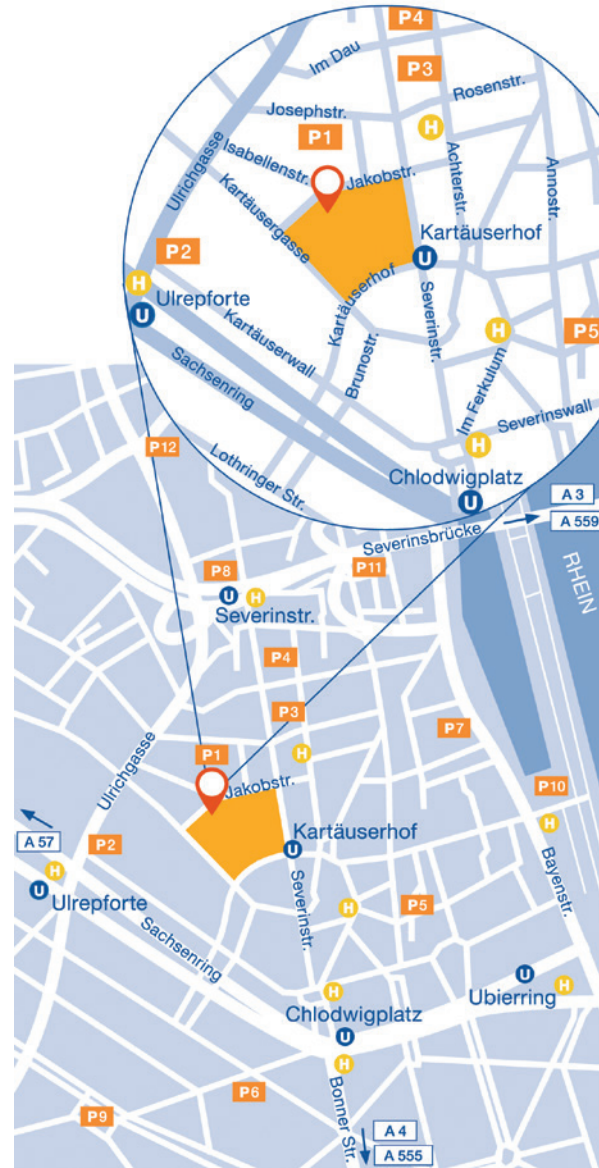 P4
Im Dau
P3
Rosenstr.
Josephstr.
H
P1
Isabellenstr.
Jakobstr.
Achterstr.
Annostr.
Ulrichgasse
Kartäusergasse
Kartäuserhof
U
P2
H
Ulrepforte
U
Kartäuserhof
Severinstr.
Kartäuserwall
H
P5
Sachsenring
Brunostr.
Im Ferkulum
Severinswall
H
Lothringer Str.
P12
Chlodwigplatz
U
A 3
A 559
Severinsbrücke
RHEIN
P8
P11
U
H
Severinstr.
P4
P3
P7
H
P1
Jakobstr.
Ulrichgasse
P10
H
A 57
P2
Kartäuserhof
U
H
U
Ulrepforte
Severinstr.
Bayenstr.
H
P5
Sachsenring
U
H
H
Ubierring
Chlodwigplatz
U
H
Bonner Str.
P6
P9
A 4
A 555